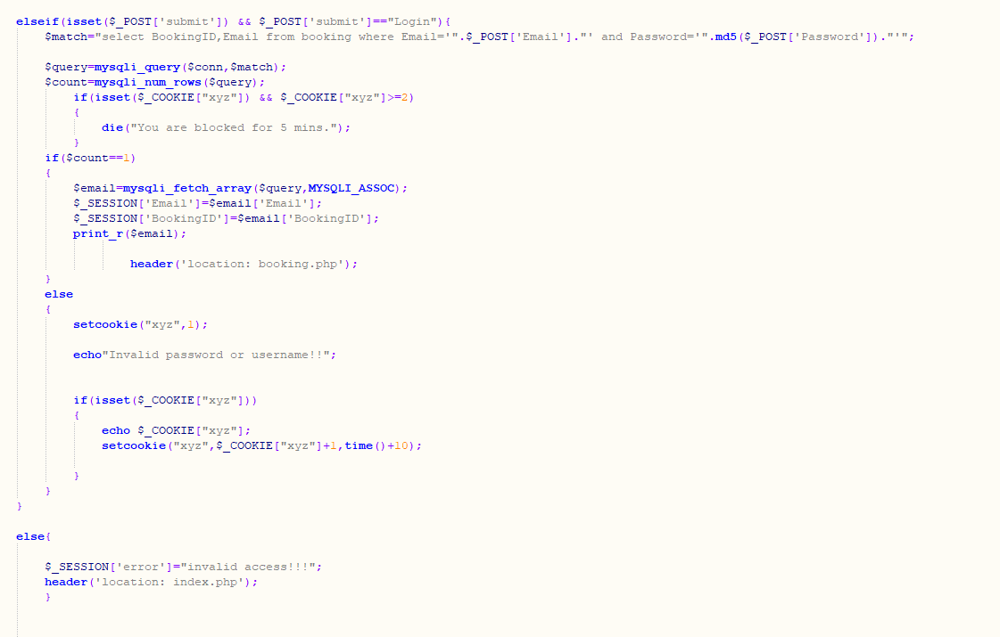 elseif(isset($_POST['submit']) && $_POST['submit']=="Login"){
$match="select BookingID,Email from booking where Email='".$_POST['Email']."' and Password='".md5($_POST['Password'])."'";
$query=mysqli_query($conn,$match);
$count=mysqli_num_rows($query);
if(isset($_COOKIE["xyz"]) && $_COOKIE["xyz"]>=2)
{
die("You are blocked for 5 mins.");
}
if($count==1)
{
$email=mysqli_fetch_array($query,MYSQLI_ASSOC);
$_SESSION['Email']=$email['Email'];
$_SESSION['BookingID']=$email['BookingID'];
print_r($email);
header('location: booking.php');
}
else
{
setcookie("xyz",1);
echo"Invalid password or username!!";
if(isset($_COOKIE["xyz"]))
{
echo $_COOKIE["xyz"];
setcookie("xyz",$_COOKIE["xyz"]+1,time()+10);
}
}
}
else{
$_SESSION['error']="invalid access!!!";
header('location: index.php');
}